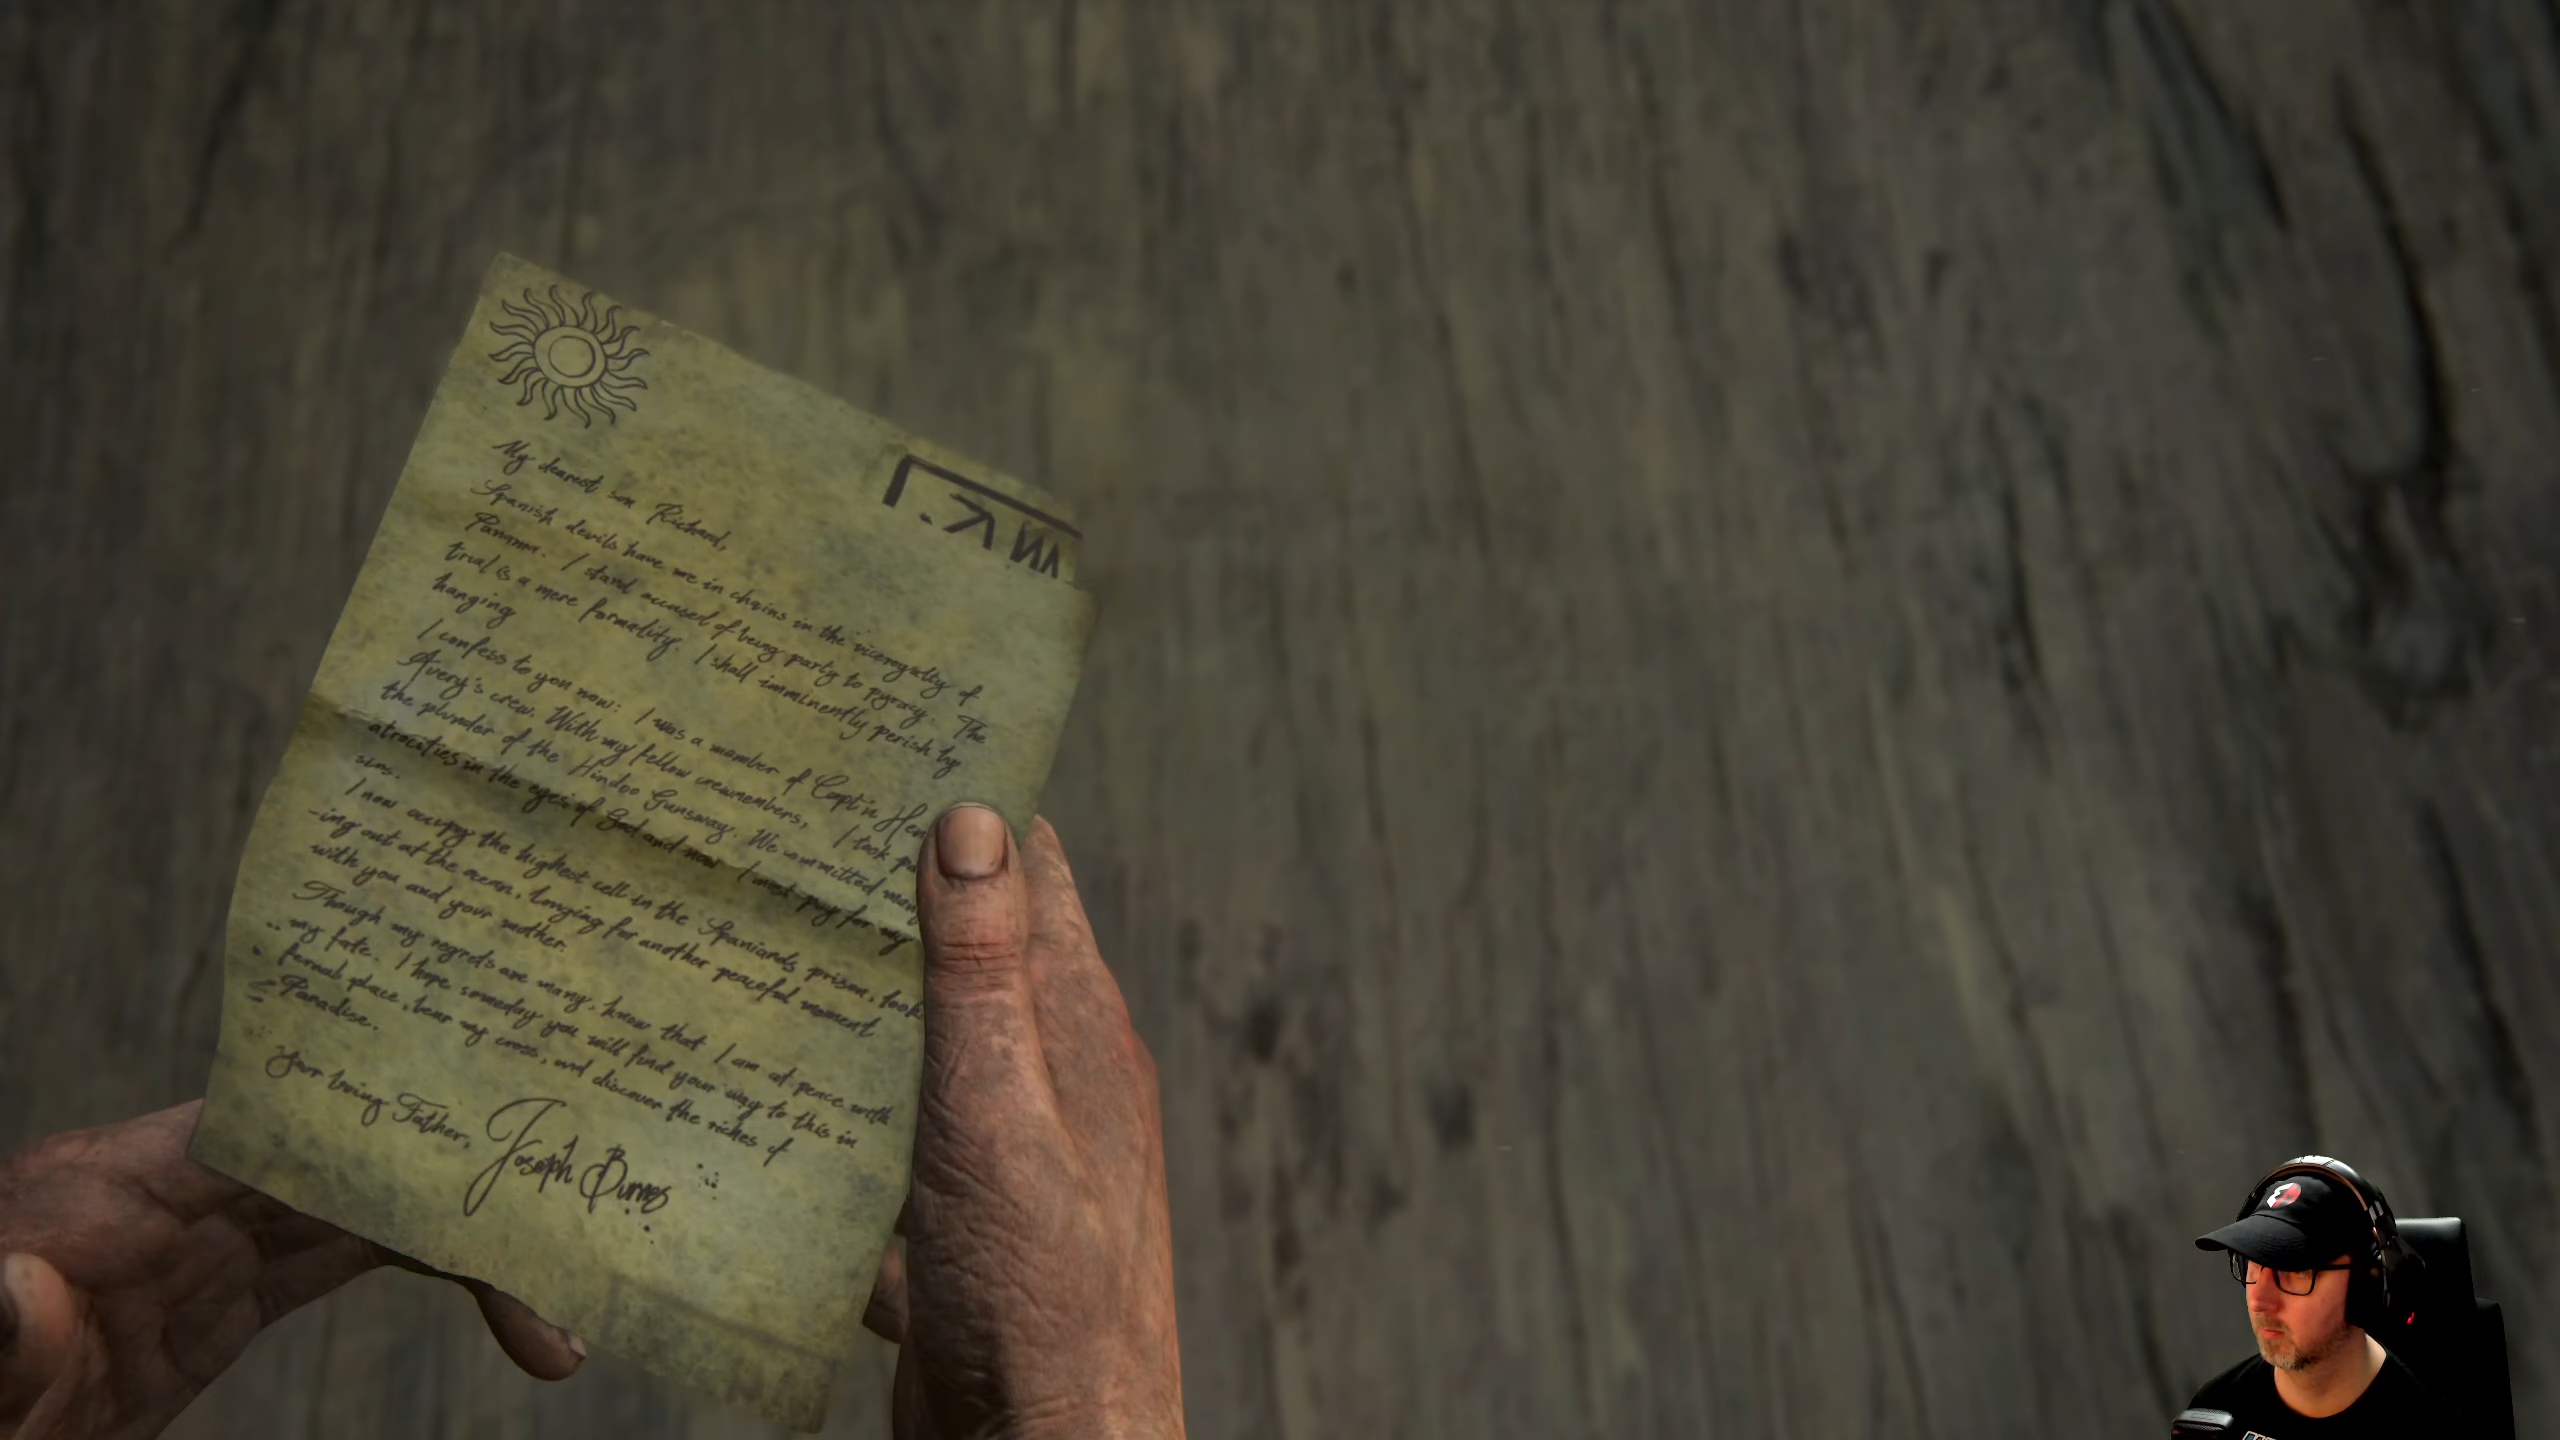 My dearest son Richard,
Spanish devils have me in chains in the viceroyalty of
Panama. I stand accused of being party to pyracy. The
trial is a mere formality. I shall imminently perish by
hanging
I confess to you now: I was a member of Capt'n Hen
Avery's crew. With my fellow crewmembers, I took pa
the plunder of the Hindoo Gunsway. We committed many
atrocities in the eyes of God and now I must pay for my
sins.
I now occupy the highest cell in the Spaniards prison, look
-ing out at the ocean, longing for another peaceful moment
with you and your mother.
Though my regrets are many, know that I am at peace with
my fate. I hope someday you will find your way to this in
fernal place, bear my cross, and discover the riches of
Paradise.
Your loving Father,
Joseph Burnes